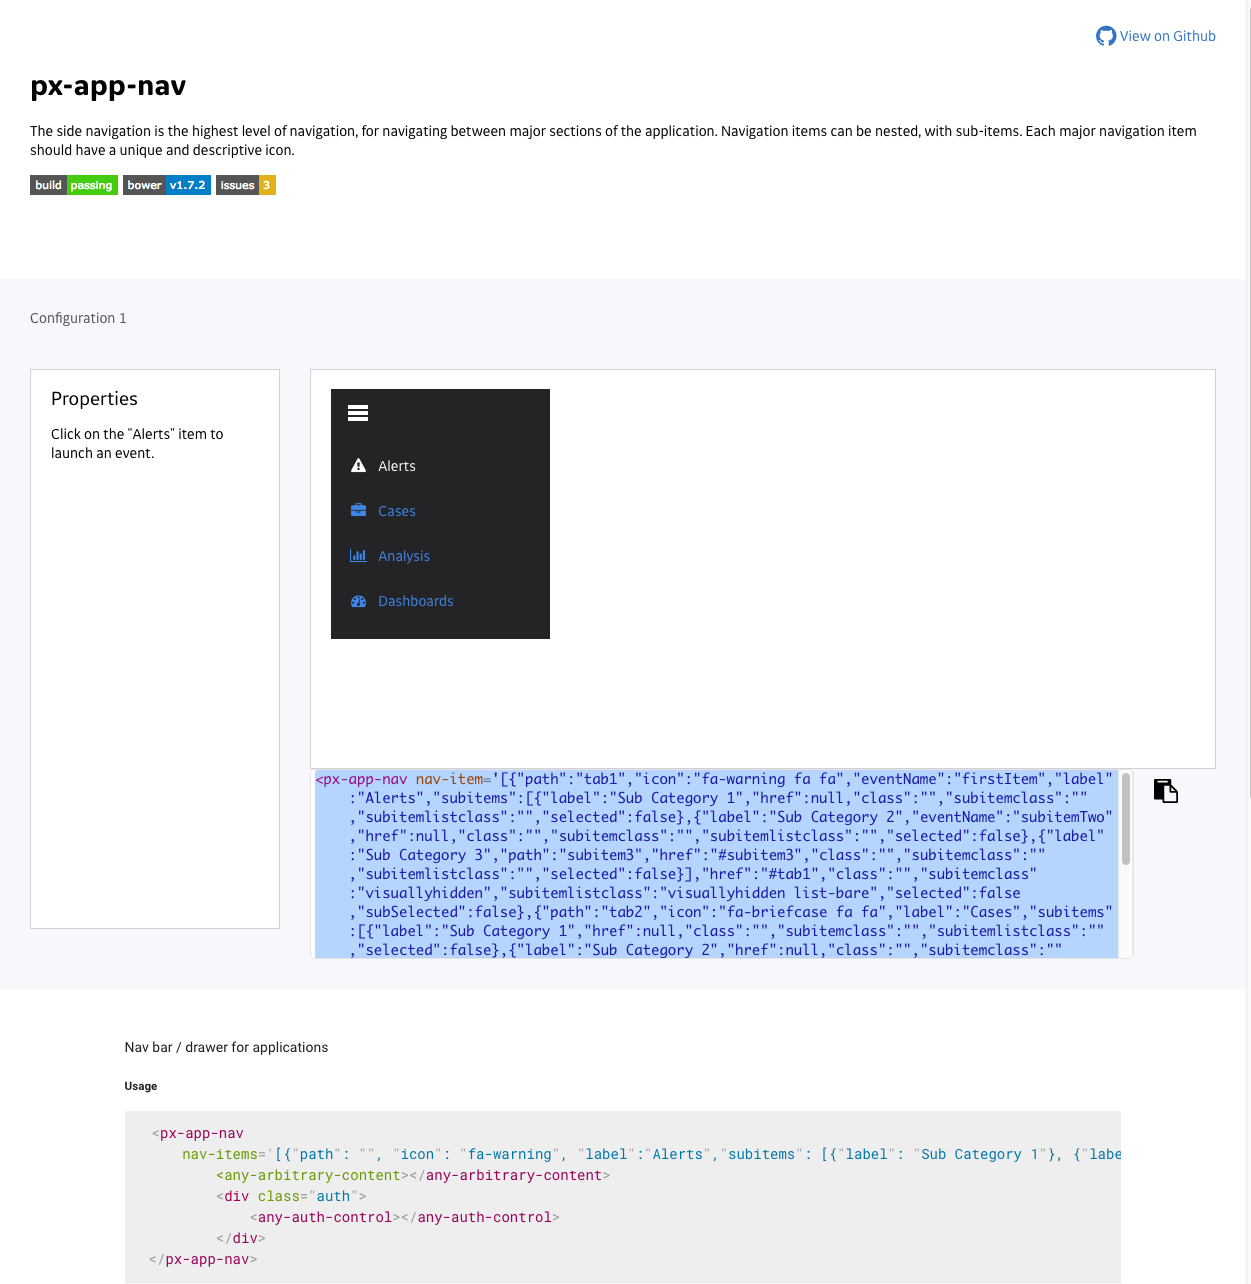 View on Github
px-app-nav
The side navigation is the highest level of navigation, for navigating between major sections of the application. Navigation items can be nested, with sub-items. Each major navigation item
should have a unique and descriptive icon.
build passing bower v1.7.2 issues 3
Configuration 1
Properties
Click on the "Alerts" item to
launch an event.
Alerts
Cases
Analysis
Dashboards
<px-app-nav nav-item='[{"path":"tab1","icon":"fa-warning fa fa","eventName":"firstItem","label"
:"Alerts","subitems":[{"label":"Sub Category 1","href":null,"class":"","subitemclass":""
,"subitemlistclass":"","selected":false},{"label":"Sub Category 2","eventName":"subitemTwo"
,"href":null,"class":"","subitemclass":"","subitemlistclass":"","selected":false},{"label"
:"Sub Category 3","path":"subitem3","href":"#subitem3","class":"","subitemclass":""
,"subitemlistclass":"","selected":false}],"href":"#tab1","class":"","subitemclass"
:"visuallyhidden","subitemlistclass":"visuallyhidden list-bare","selected":false
,"subSelected":false},{"path":"tab2","icon":"fa-briefcase fa fa","label":"Cases","subitems"
:[{"label":"Sub Category 1","href":null,"class":"","subitemclass":"","subitemlistclass":""
,"selected":false},{"label":"Sub Category 2","href":null,"class":"","subitemclass":""
Nav bar / drawer for applications
Usage
<px-app-nav
nav-items='[{"path": "", "icon": "fa-warning", "label":"Alerts","subitems": [{"label": "Sub Category 1"}, {"labe
<any-arbitrary-content></any-arbitrary-content>
<div class="auth">
<any-auth-control></any-auth-control>
</div>
</px-app-nav>